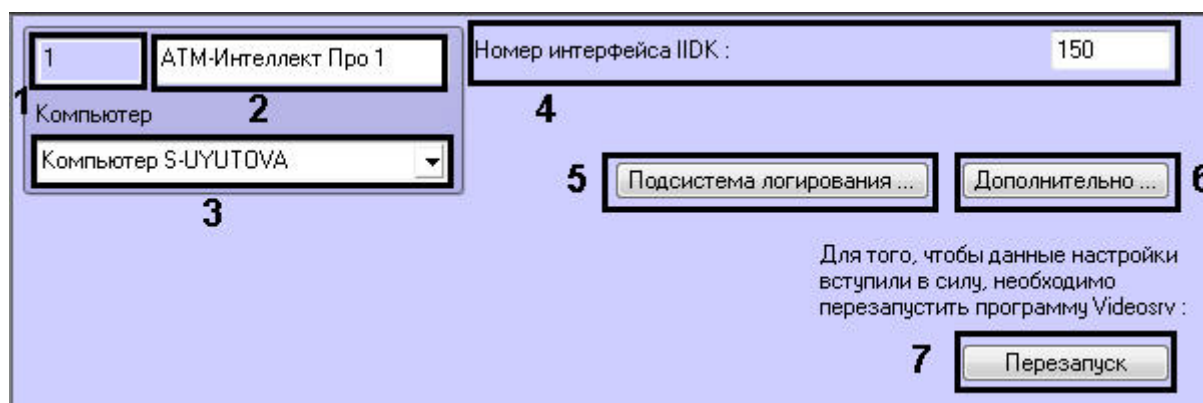 1 АТМ-Интеллект Про 1
Номер интерфейса IIDK : 150
1 Компьютер 2
4
Компьютер S-UYUTOVA
3
5 Подсистема логирования ... Дополнительно ... 6
Для того, чтобы данные настройки
вступили в силу, необходимо
перезапустить программу Videosrv :
7 Перезапуск